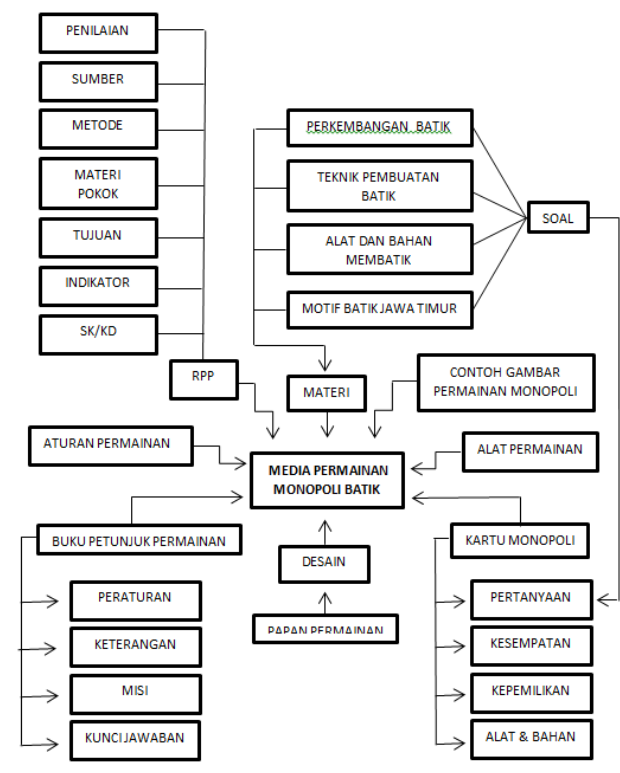 PENILAIAN
SUMBER
METODE
MATERI
POKOK
TUJUAN
INDIKATOR
SK/KD
RPP
PERKEMBANGAN BATIK
TEKNIK PEMBUATAN
BATIK
ALAT DAN BAHAN
MEMBATIK
MOTIF BATIK JAWA TIMUR
SOAL
MATERI
CONTOH GAMBAR
PERMAINAN MONOPOLI
ATURAN PERMAINAN
MEDIA PERMAINAN
MONOPOLI BATIK
ALAT PERMAINAN
BUKU PETUNJUK PERMAINAN
DESAIN
KARTU MONOPOLI
PERATURAN
KETERANGAN
MISI
KUNCI JAWABAN
PAPAN PERMAINAN
PERTANYAAN
KESEMPATAN
KEPEMILIKAN
ALAT & BAHAN